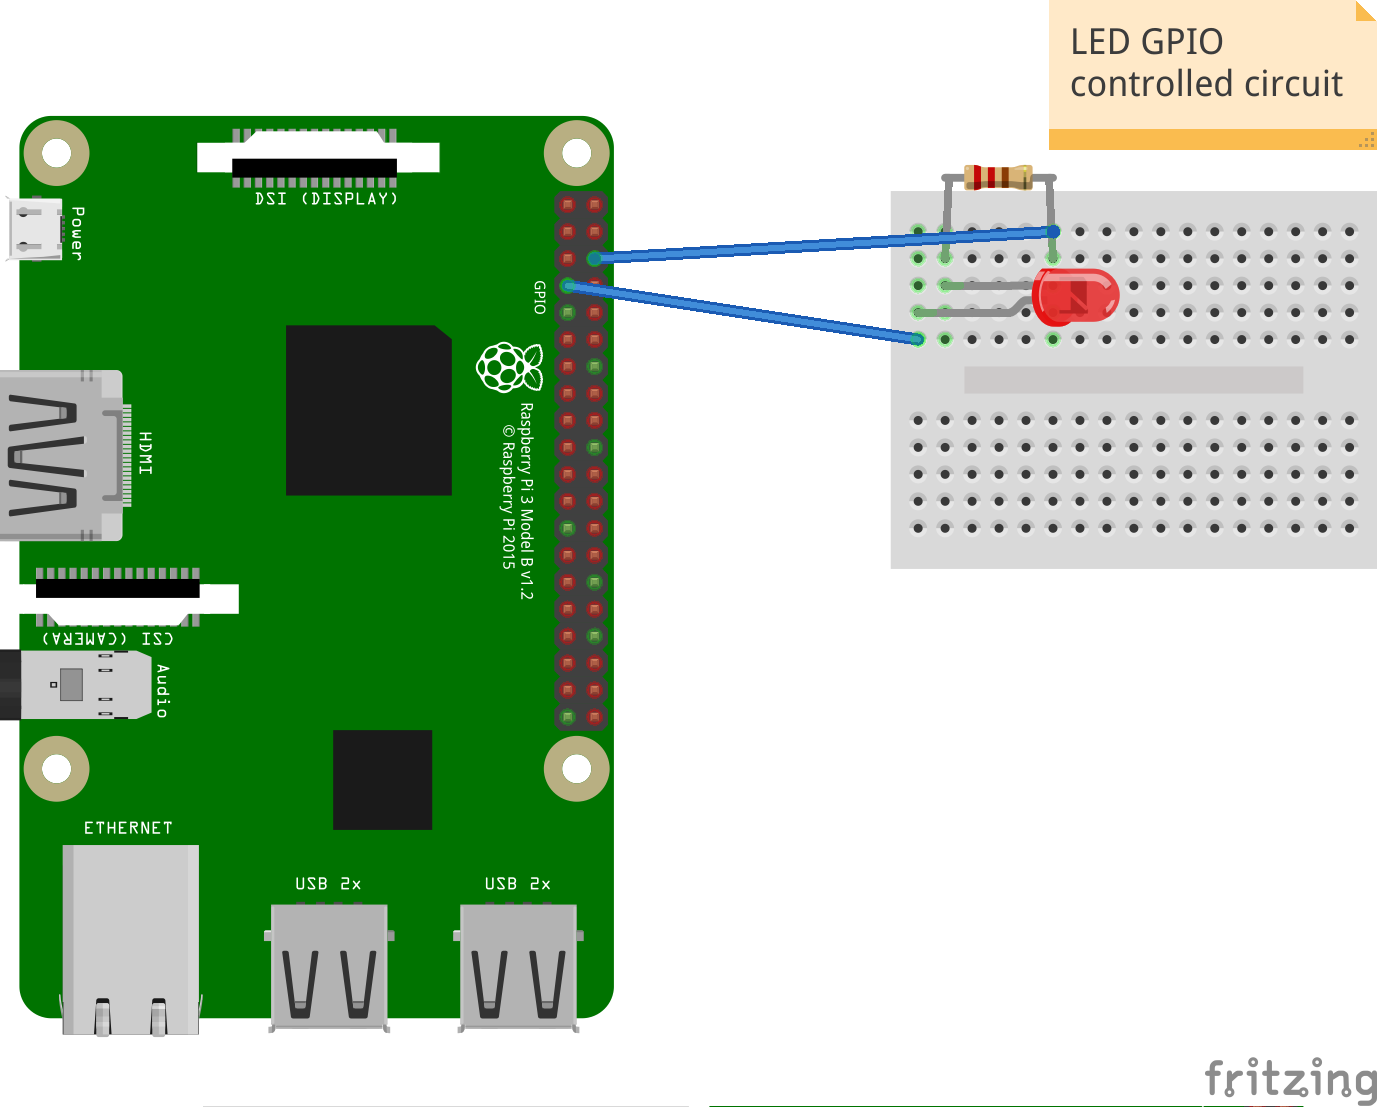 LED GPIO
controlled circuit
DSI (DISPLAY)
Power
GPIO
HDMI
Raspberry Pi 3 Model B v1.2
© Raspberry Pi 2015
CSI (CAMERA)
Audio
ETHERNET
USB 2x
USB 2x
fritzing